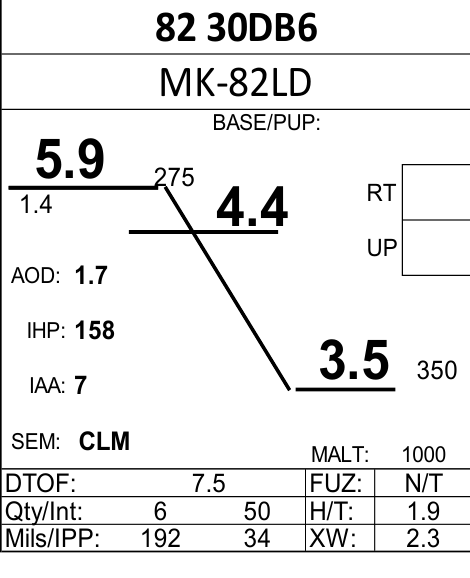 82 30DB6
MK-82LD
BASE/PUP:
5.9
275
1.4
4.4
RT
UP
AOD: 1.7
IHP: 158
3.5 350
IAA: 7
SEM: CLM
MALT: 1000
DTOF: 7.5 FUZ: N/T
Qty/Int: 6 50 H/T: 1.9
Mils/IPP: 192 34 XW: 2.3